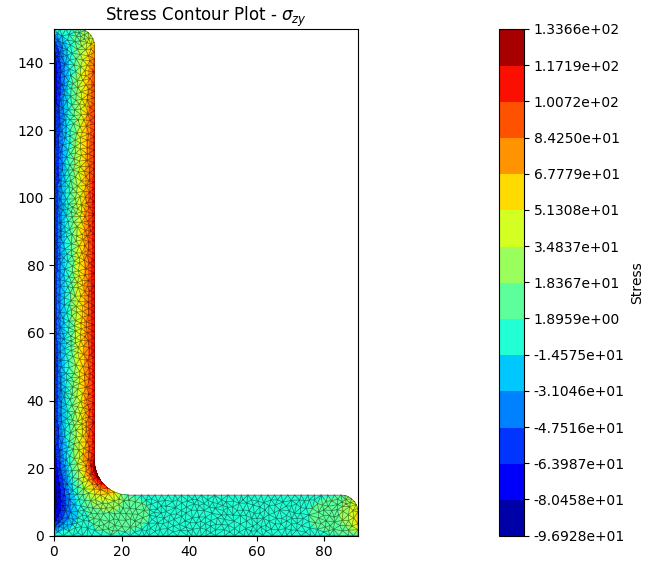 Stress Contour Plot - σzy
140
120
100
80
60
40
20
0
0
20
40
60
80
1.3366e+02
1.1719e+02
1.0072e+02
8.4250e+01
6.7779e+01
5.1308e+01
3.4837e+01
1.8367e+01
1.8959e+00
-1.4575e+01
-3.1046e+01
-4.7516e+01
-6.3987e+01
-8.0458e+01
-9.6928e+01
Stress